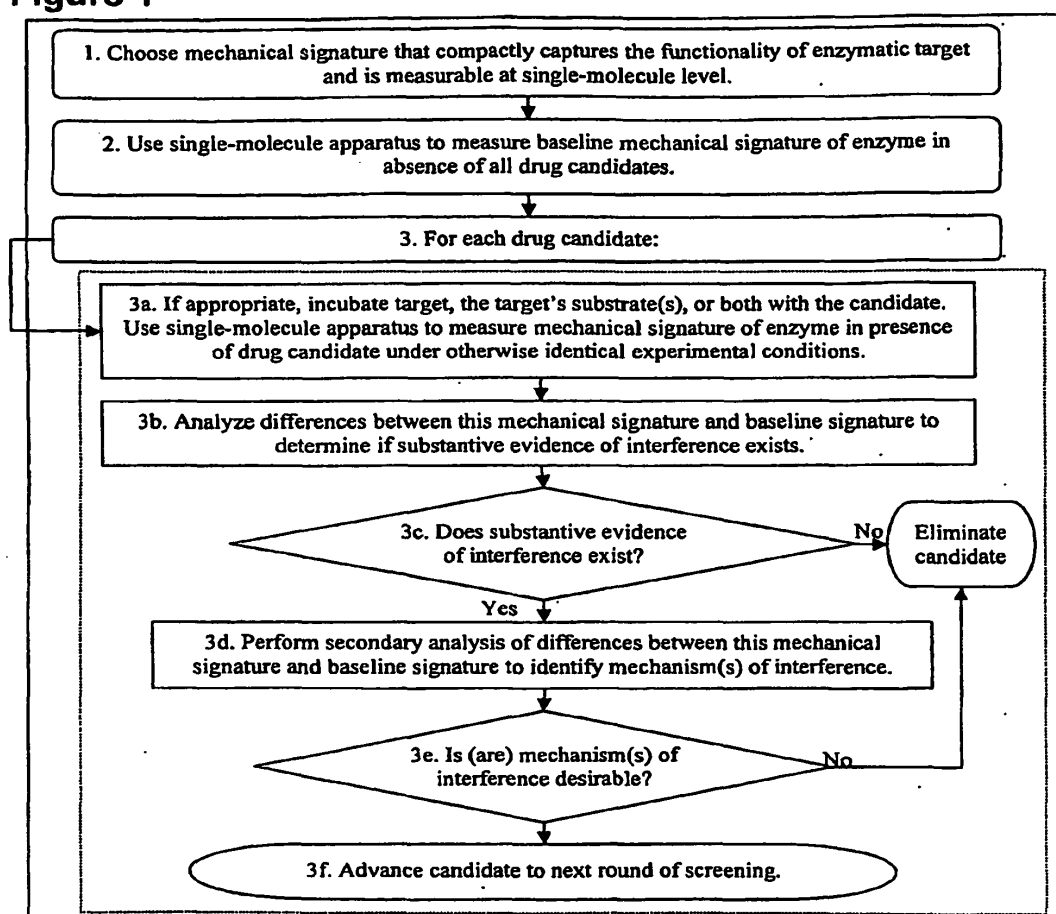 Figure 1
1. Choose mechanical signature that compactly captures the functionality of enzymatic target
and is measurable at single-molecule level.
2. Use single-molecule apparatus to measure baseline mechanical signature of enzyme in
absence of all drug candidates.
3. For each drug candidate:
3a. If appropriate, incubate target, the target's substrate(s), or both with the candidate.
Use single-molecule apparatus to measure mechanical signature of enzyme in presence
of drug candidate under otherwise identical experimental conditions.
3b. Analyze differences between this mechanical signature and baseline signature to
determine if substantive evidence of interference exists.
3c. Does substantive evidence
of interference exist?
No
Eliminate
candidate
Yes
3d. Perform secondary analysis of differences between this mechanical
signature and baseline signature to identify mechanism(s) of interference.
3e. Is (are) mechanism(s) of
interference desirable?
No
3f. Advance candidate to next round of screening.